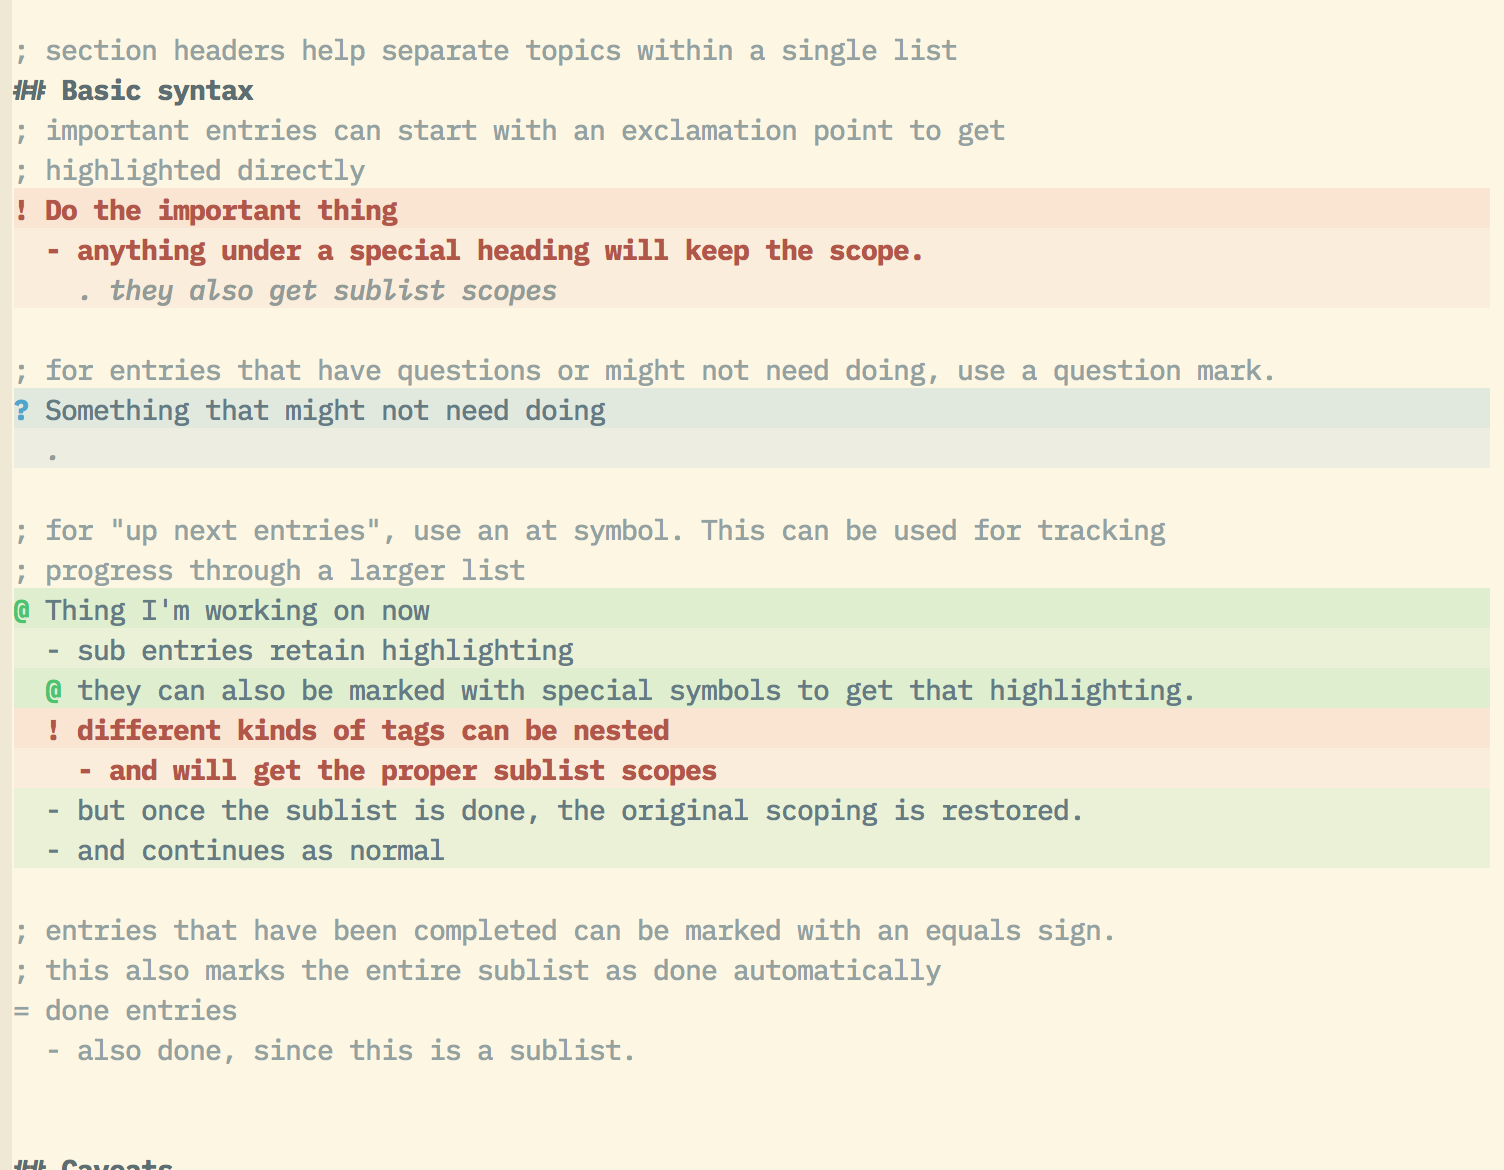 ; section headers help separate topics within a single list
## Basic syntax
; important entries can start with an exclamation point to get
; highlighted directly
! Do the important thing
  - anything under a special heading will keep the scope.
    . they also get sublist scopes
; for entries that have questions or might not need doing, use a question mark.
? Something that might not need doing
  .
; for "up next entries", use an at symbol. This can be used for tracking
; progress through a larger list
@ Thing I'm working on now
  - sub entries retain highlighting
  @ they can also be marked with special symbols to get that highlighting.
  ! different kinds of tags can be nested
    - and will get the proper sublist scopes
  - but once the sublist is done, the original scoping is restored.
  - and continues as normal
; entries that have been completed can be marked with an equals sign.
; this also marks the entire sublist as done automatically
= done entries
  - also done, since this is a sublist.
## Caveats